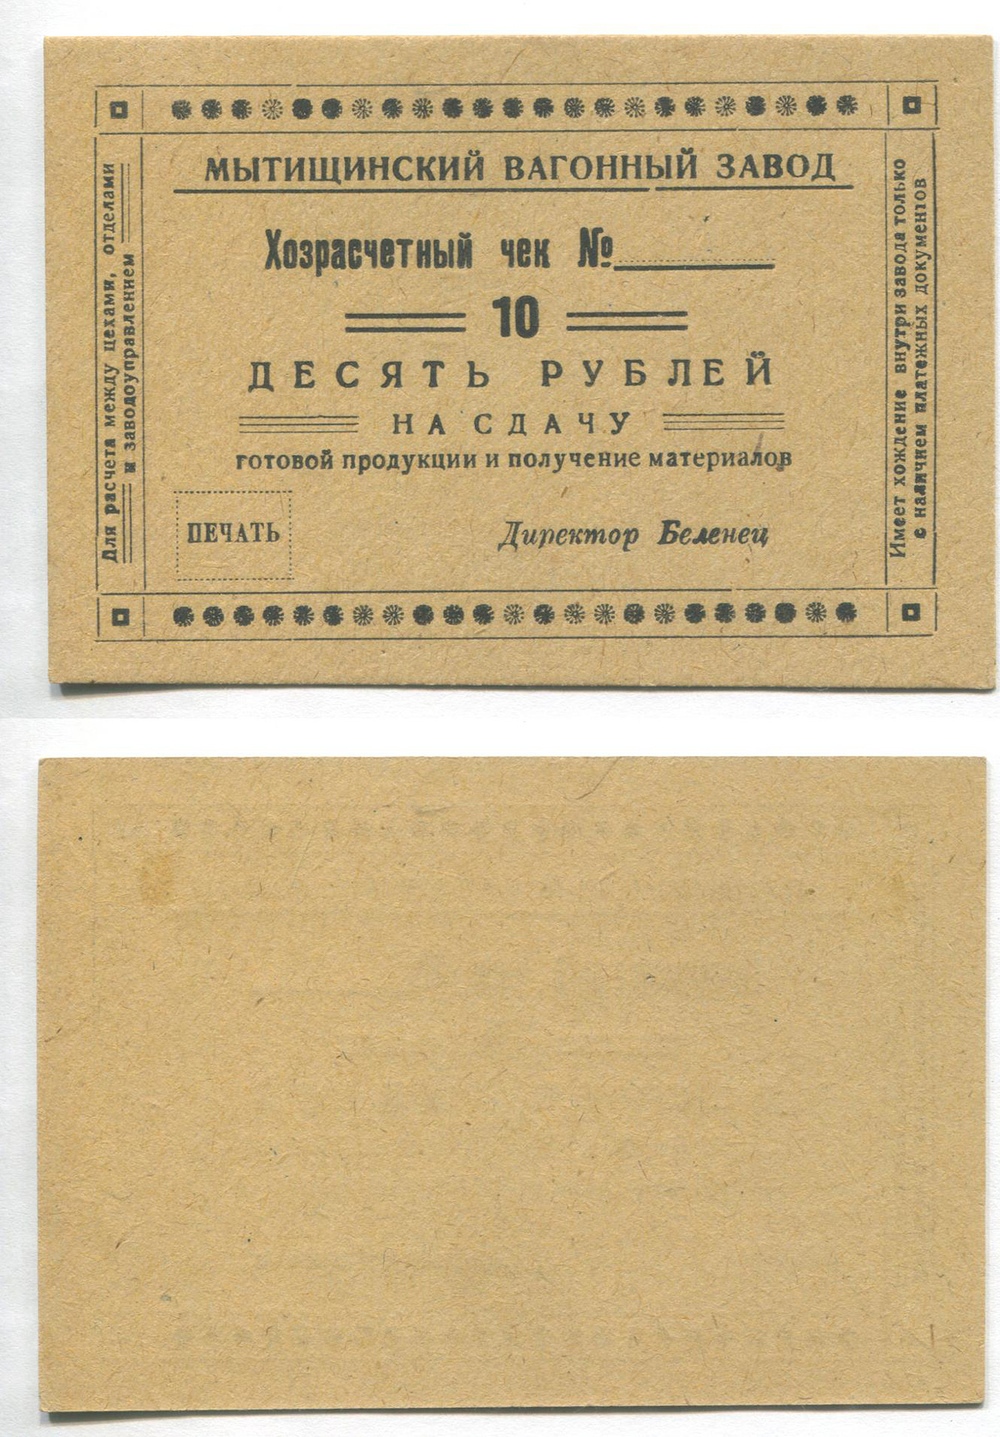 МЫТИЩИНСКИЙ ВАГОННЫЙ ЗАВОД
Хозрасчетный чек №
10
ДЕСЯТЬ РУБЛЕЙ
НА СДАЧУ
готовой продукции и получение материалов
ПЕЧАТЬ
Директор Беленец
Для расчета между цехами, отделами
и заводоуправлением
Имеет хождение внутри завода только
с наличием платежных документов